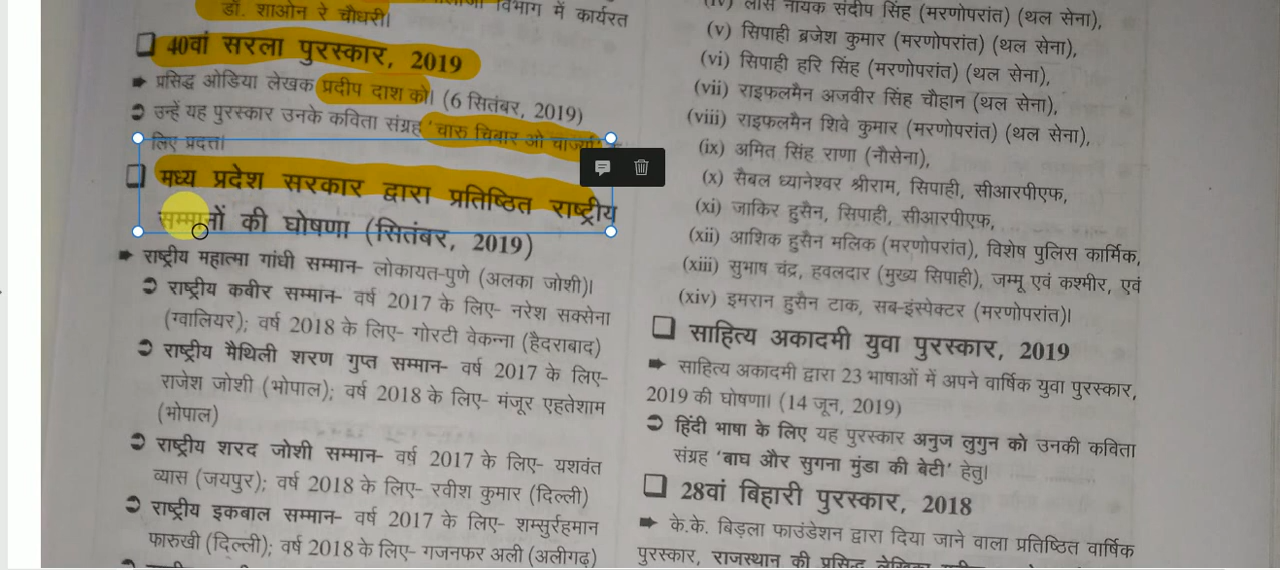 विभाग में कार्यरत
डॉ. शाओन रे चौधरी।
❑ 40वां सरला पुरस्कार, 2019
➨ प्रसिद्ध ओडिया लेखक प्रदीप दाश को। (6 सितंबर, 2019)
➲ उन्हें यह पुरस्कार उनके कविता संग्रह 'चारु चिबार ओ चार्ज्या'
लिए प्रदत्त।
❑ मध्य प्रदेश सरकार द्वारा प्रतिष्ठित राष्ट्रीय
सम्मानों की घोषणा (सितंबर, 2019)
➨ राष्ट्रीय महात्मा गांधी सम्मान- लोकायत-पुणे (अलका जोशी)।
➲ राष्ट्रीय कबीर सम्मान- वर्ष 2017 के लिए- नरेश सक्सेना
(ग्वालियर); वर्ष 2018 के लिए- गोरटी वेकन्ना (हैदराबाद)
➲ राष्ट्रीय मैथिली शरण गुप्त सम्मान- वर्ष 2017 के लिए-
राजेश जोशी (भोपाल); वर्ष 2018 के लिए- मंजूर एहतेशाम
(भोपाल)
➲ राष्ट्रीय शरद जोशी सम्मान- वर्ष 2017 के लिए- यशवंत
व्यास (जयपुर); वर्ष 2018 के लिए- रवीश कुमार (दिल्ली)
➲ राष्ट्रीय इकबाल सम्मान- वर्ष 2017 के लिए- शम्सुर्रहमान
फारुखी (दिल्ली); वर्ष 2018 के लिए- गजनफर अली (अलीगढ़)
(iv) लांस नायक संदीप सिंह (मरणोपरांत) (थल सेना),
(v) सिपाही ब्रजेश कुमार (मरणोपरांत) (थल सेना),
(vi) सिपाही हरि सिंह (मरणोपरांत) (थल सेना),
(vii) राइफलमैन अजवीर सिंह चौहान (थल सेना),
(viii) राइफलमैन शिवे कुमार (मरणोपरांत) (थल सेना),
(ix) अमित सिंह राणा (नौसेना),
(x) सैबल ध्यानेश्वर श्रीराम, सिपाही, सीआरपीएफ,
(xi) जाकिर हुसैन, सिपाही, सीआरपीएफ,
(xii) आशिक हुसैन मलिक (मरणोपरांत), विशेष पुलिस कार्मिक,
(xiii) सुभाष चंद्र, हवलदार (मुख्य सिपाही), जम्मू एवं कश्मीर, एवं
(xiv) इमरान हुसैन टाक, सब-इंस्पेक्टर (मरणोपरांत)।
❑ साहित्य अकादमी युवा पुरस्कार, 2019
➨ साहित्य अकादमी द्वारा 23 भाषाओं में अपने वार्षिक युवा पुरस्कार,
2019 की घोषणा। (14 जून, 2019)
➲ हिंदी भाषा के लिए यह पुरस्कार अनुज लुगुन को उनकी कविता
संग्रह 'बाघ और सुगना मुंडा की बेटी' हेतु।
❑ 28वां बिहारी पुरस्कार, 2018
➨ के.के. बिड़ला फाउंडेशन द्वारा दिया जाने वाला प्रतिष्ठित वार्षिक
पुरस्कार, राजस्थान की प्रसिद्ध लेखिका